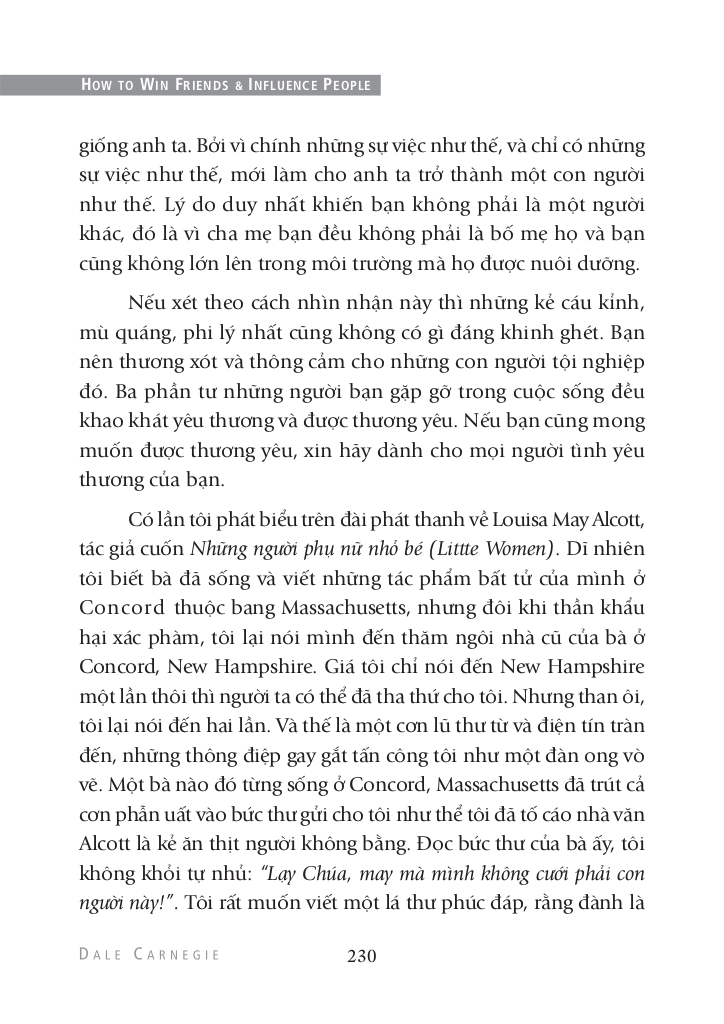 HOW TO WIN FRIENDS & INFLUENCE PEOPLE
giống anh ta. Bởi vì chính những sự việc như thế, và chỉ có những
sự việc như thế, mới làm cho anh ta trở thành một con người
như thế. Lý do duy nhất khiến bạn không phải là một người
khác, đó là vì cha mẹ bạn đều không phải là bố mẹ họ và bạn
cũng không lớn lên trong môi trường mà họ được nuôi dưỡng.
Nếu xét theo cách nhìn nhận này thì những kẻ cáu kỉnh,
mù quáng, phi lý nhất cũng không có gì đáng khinh ghét. Bạn
nên thương xót và thông cảm cho những con người tội nghiệp
đó. Ba phần tư những người bạn gặp gỡ trong cuộc sống đều
khao khát yêu thương và được thương yêu. Nếu bạn cũng mong
muốn được thương yêu, xin hãy dành cho mọi người tình yêu
thương của bạn.
Có lần tôi phát biểu trên đài phát thanh về Louisa May Alcott,
tác giả cuốn Những người phụ nữ nhỏ bé (Littte Women). Dĩ nhiên
tôi biết bà đã sống và viết những tác phẩm bất tử của mình ở
Concord thuộc bang Massachusetts, nhưng đôi khi thần khẩu
hại xác phàm, tôi lại nói mình đến thăm ngôi nhà cũ của bà ở
Concord, New Hampshire. Giá tôi chỉ nói đến New Hampshire
một lần thôi thì người ta có thể đã tha thứ cho tôi. Nhưng than ôi,
tôi lại nói đến hai lần. Và thế là một cơn lũ thư từ và điện tín tràn
đến, những thông điệp gay gắt tấn công tôi như một đàn ong vò
vẽ. Một bà nào đó từng sống ở Concord, Massachusetts đã trút cả
cơn phẫn uất vào bức thư gửi cho tôi như thể tôi đã tố cáo nhà văn
Alcott là kẻ ăn thịt người không bằng. Đọc bức thư của bà ấy, tôi
không khỏi tự nhủ: “Lạy Chúa, may mà mình không cưới phải con
người này!”. Tôi rất muốn viết một lá thư phúc đáp, rằng đành là
DALE CARNEGIE 230